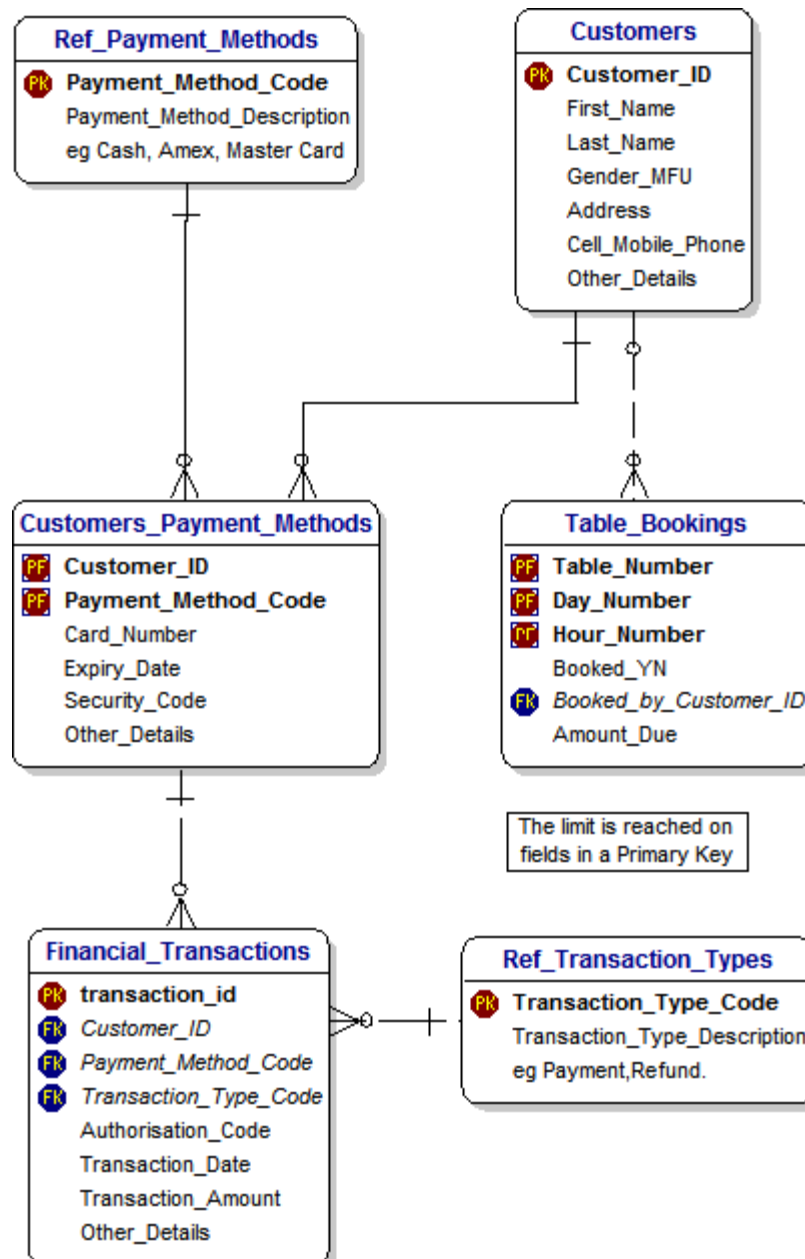 Ref_Payment_Methods
PK Payment_Method_Code
Payment_Method_Description
eg Cash, Amex, Master Card
Customers
PK Customer_ID
First_Name
Last_Name
Gender_MFU
Address
Cell_Mobile_Phone
Other_Details
Customers_Payment_Methods
PF Customer_ID
PF Payment_Method_Code
Card_Number
Expiry_Date
Security_Code
Other_Details
Table_Bookings
PF Table_Number
PF Day_Number
PF Hour_Number
Booked_YN
FK Booked_by_Customer_ID
Amount_Due
The limit is reached on
fields in a Primary Key
Financial_Transactions
PK transaction_id
FK Customer_ID
FK Payment_Method_Code
FK Transaction_Type_Code
Authorisation_Code
Transaction_Date
Transaction_Amount
Other_Details
Ref_Transaction_Types
PK Transaction_Type_Code
Transaction_Type_Description
eg Payment,Refund.